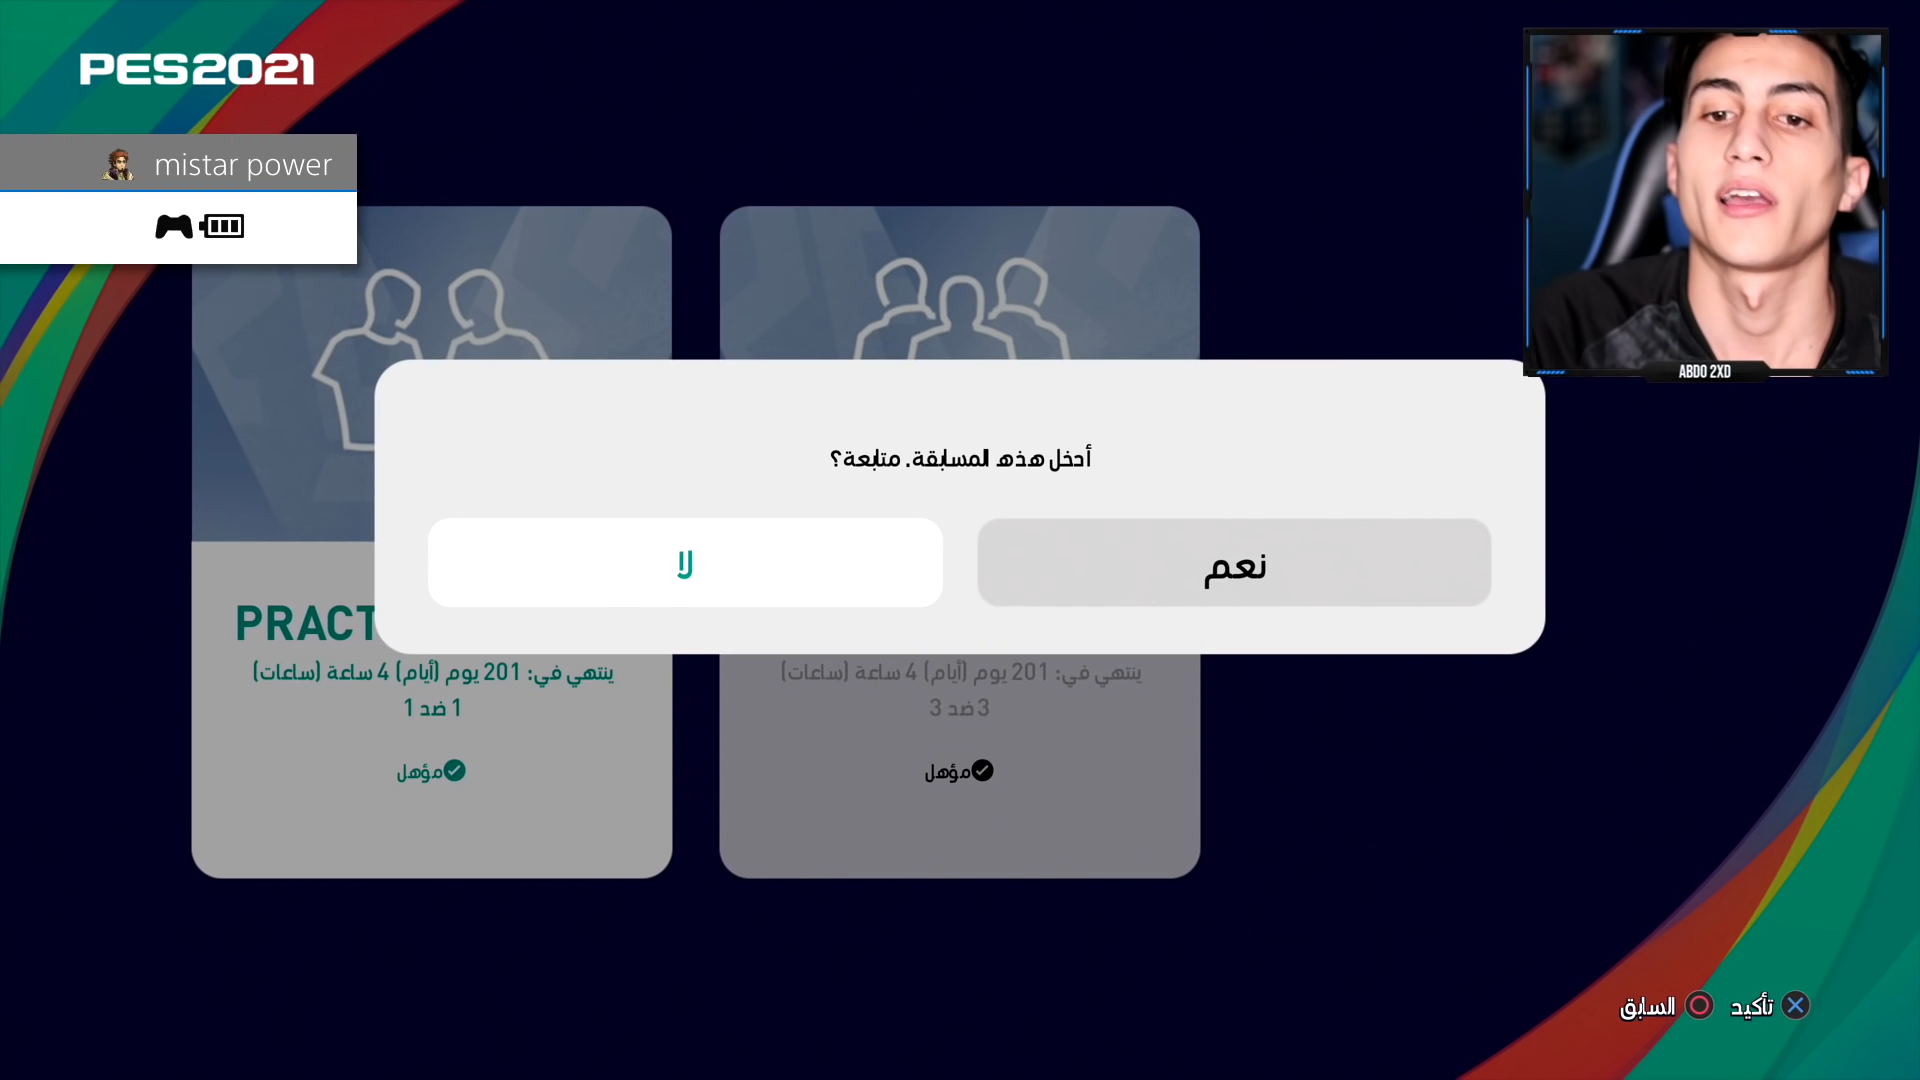 PES2021
mistar power
ABDO 2XD
أدخل هذه المسابقة. متابعة؟
نعم
لا
PRACT
ينتهي في: 201 يوم (أيام) 4 ساعة (ساعات)
1 ضد 1
مؤهل
ينتهي في: 201 يوم (أيام) 4 ساعة (ساعات)
3 ضد 3
مؤهل
تأكيد
السابق